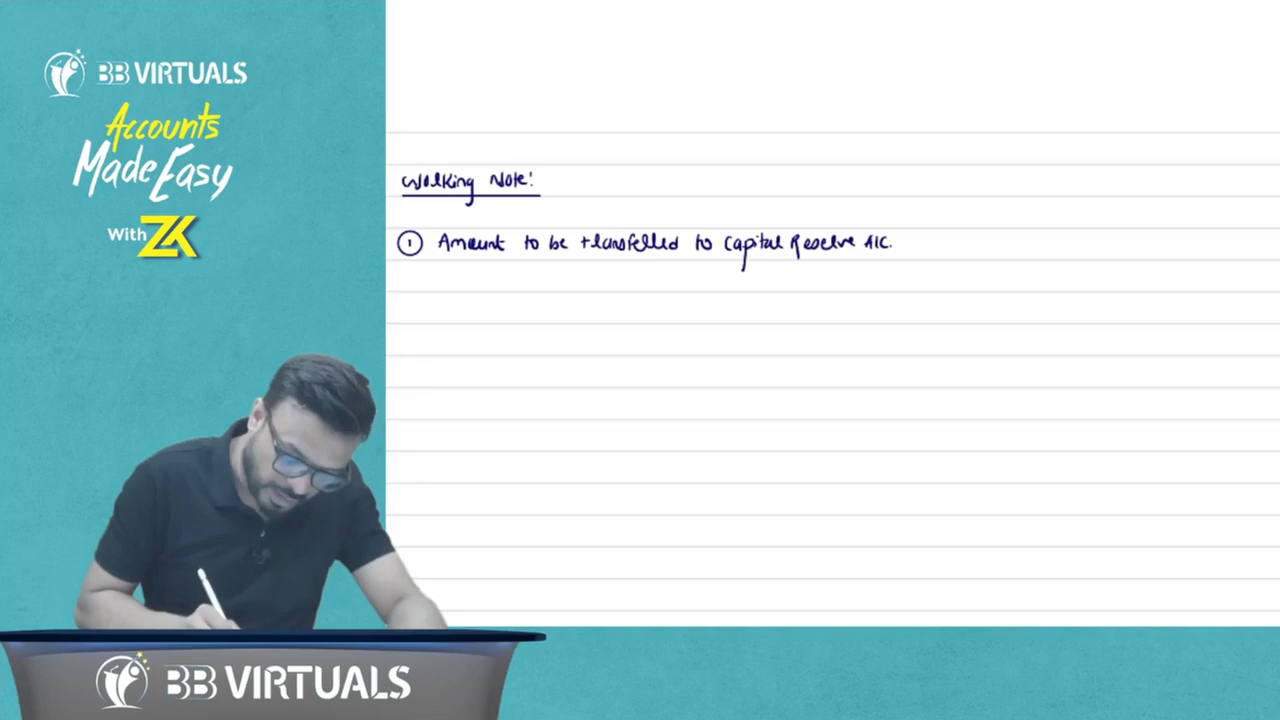 BB VIRTUALS
Accounts
Made Easy
With ZK
Working Note:
① Amount to be transferred to Capital Reserve A/C.
BB VIRTUALS